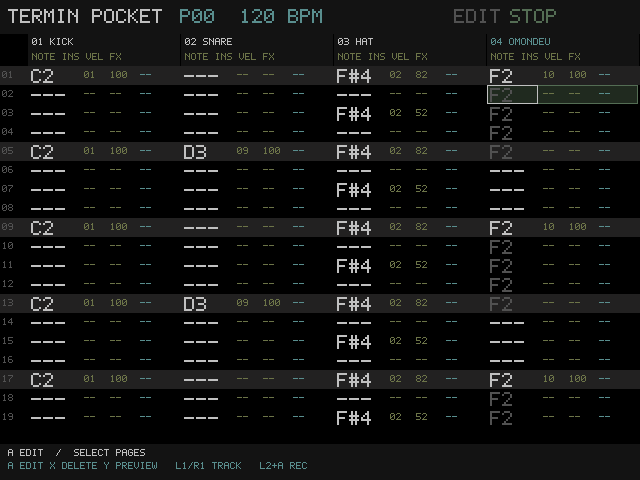 TERMIN POCKET P00 120 BPM EDIT STOP
01 KICK 02 SNARE 03 HAT 04 OMONDEU
NOTE INS VEL FX NOTE INS VEL FX NOTE INS VEL FX NOTE INS VEL FX
01 C2 01 100 -- --- -- -- -- F#4 02 82 -- F2 10 100 --
02 --- -- -- -- --- -- -- -- --- -- -- -- F2 -- -- --
03 --- -- -- -- --- -- -- -- F#4 02 52 -- F2 -- -- --
04 --- -- -- -- --- -- -- -- --- -- -- -- F2 -- -- --
05 C2 01 100 -- D3 09 100 -- F#4 02 82 -- F2 -- -- --
06 --- -- -- -- --- -- -- -- --- -- -- -- --- -- -- --
07 --- -- -- -- --- -- -- -- F#4 02 52 -- --- -- -- --
08 --- -- -- -- --- -- -- -- --- -- -- -- --- -- -- --
09 C2 01 100 -- --- -- -- -- F#4 02 82 -- F2 10 100 --
10 --- -- -- -- --- -- -- -- --- -- -- -- F2 -- -- --
11 --- -- -- -- --- -- -- -- F#4 02 52 -- F2 -- -- --
12 --- -- -- -- --- -- -- -- --- -- -- -- F2 -- -- --
13 C2 01 100 -- D3 09 100 -- F#4 02 82 -- F2 -- -- --
14 --- -- -- -- --- -- -- -- --- -- -- -- --- -- -- --
15 --- -- -- -- --- -- -- -- F#4 02 52 -- --- -- -- --
16 --- -- -- -- --- -- -- -- --- -- -- -- --- -- -- --
17 C2 01 100 -- --- -- -- -- F#4 02 82 -- F2 10 100 --
18 --- -- -- -- --- -- -- -- --- -- -- -- F2 -- -- --
19 --- -- -- -- --- -- -- -- F#4 02 52 -- F2 -- -- --
A EDIT / SELECT PAGES
A EDIT X DELETE Y PREVIEW L1/R1 TRACK L2+A REC